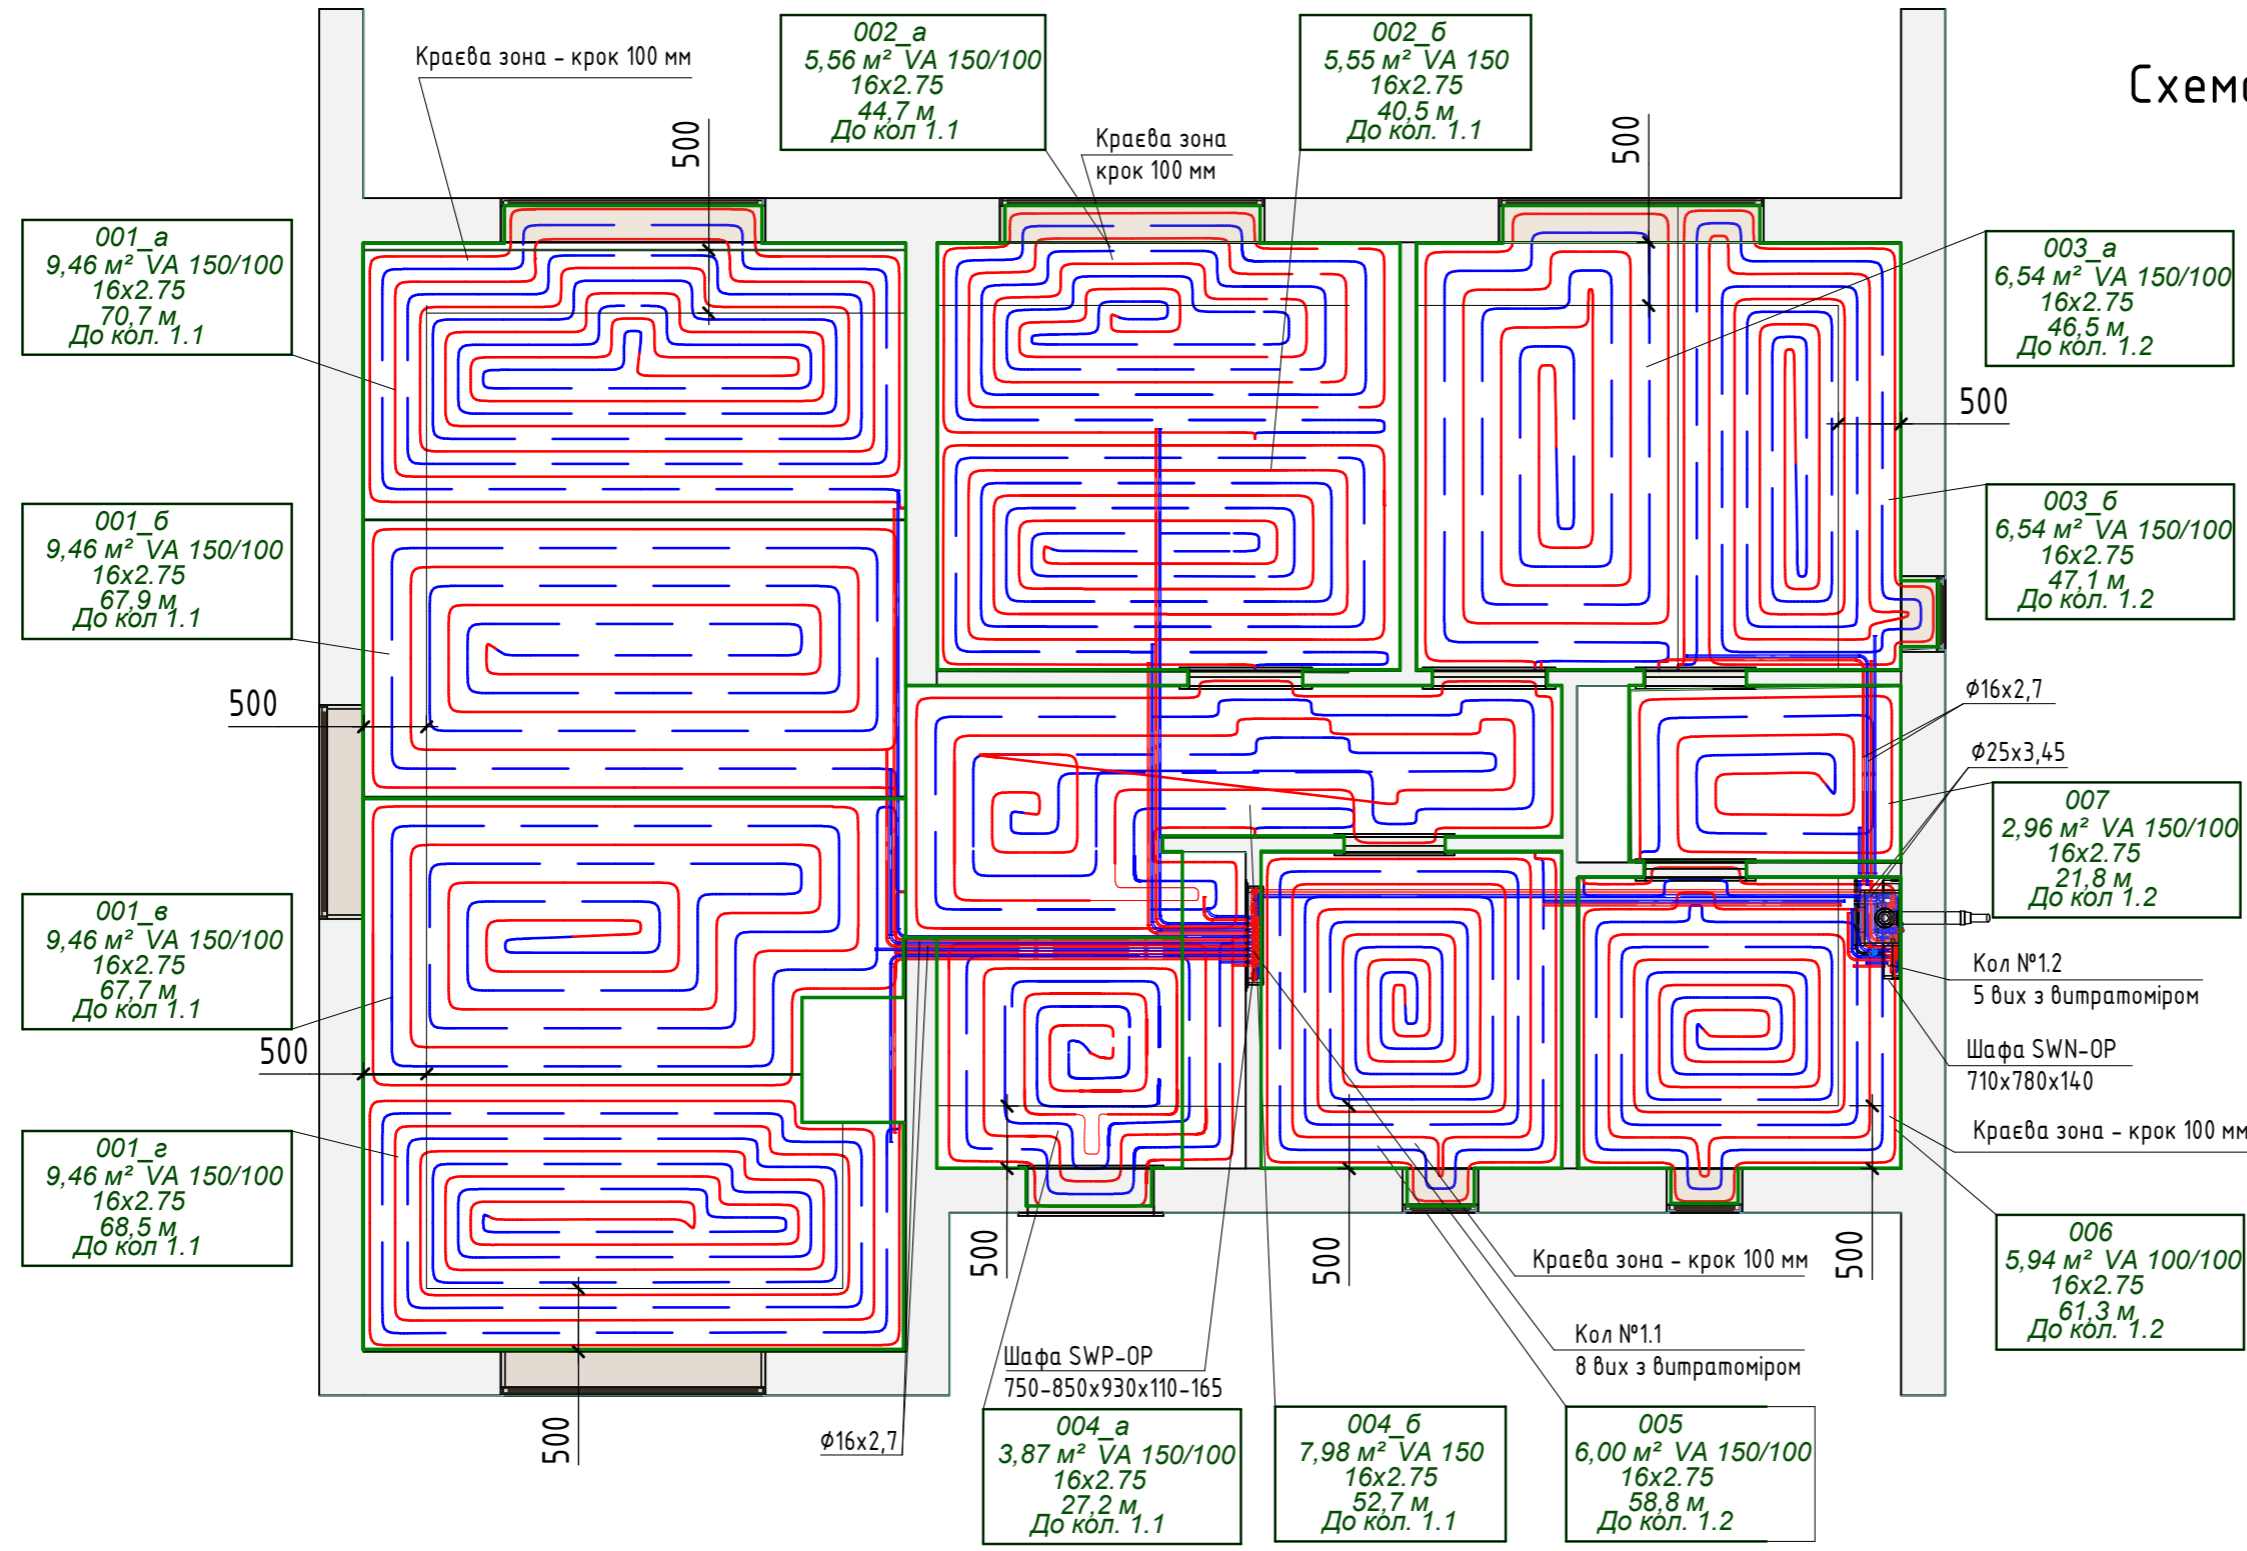 Схем
Краєва зона - крок 100 мм
002_а
5,56 м² VA 150/100
16x2.75
44,7 м
До кол 1.1
002_б
5,55 м² VA 150
16x2.75
40,5 м
До кол. 1.1
500
Краєва зона
крок 100 мм
500
001_а
9,46 м² VA 150/100
16x2.75
70,7 м
До кол. 1.1
003_а
6,54 м² VA 150/100
16x2.75
46,5 м
До кол. 1.2
500
001_б
9,46 м² VA 150/100
16x2.75
67,9 м
До кол 1.1
003_б
6,54 м² VA 150/100
16x2.75
47,1 м
До кол. 1.2
500
ϕ16x2,7
ϕ25x3,45
007
2,96 м² VA 150/100
16x2.75
21,8 м
До кол 1.2
001_в
9,46 м² VA 150/100
16x2.75
67,7 м
До кол 1.1
Кол №1.2
5 вих з витратоміром
500
Шафа SWN-OP
710x780x140
Краєва зона - крок 100 мм
001_г
9,46 м² VA 150/100
16x2.75
68,5 м
До кол 1.1
006
5,94 м² VA 100/100
16x2.75
61,3 м
До кол. 1.2
500
500
500
Краєва зона - крок 100 мм
Кол №1.1
8 вих з витратоміром
Шафа SWP-OP
750-850x930x110-165
500
ϕ16x2,7
004_а
3,87 м² VA 150/100
16x2.75
27,2 м
До кол. 1.1
004_б
7,98 м² VA 150
16x2.75
52,7 м
До кол. 1.1
005
6,00 м² VA 150/100
16x2.75
58,8 м
До кол. 1.2